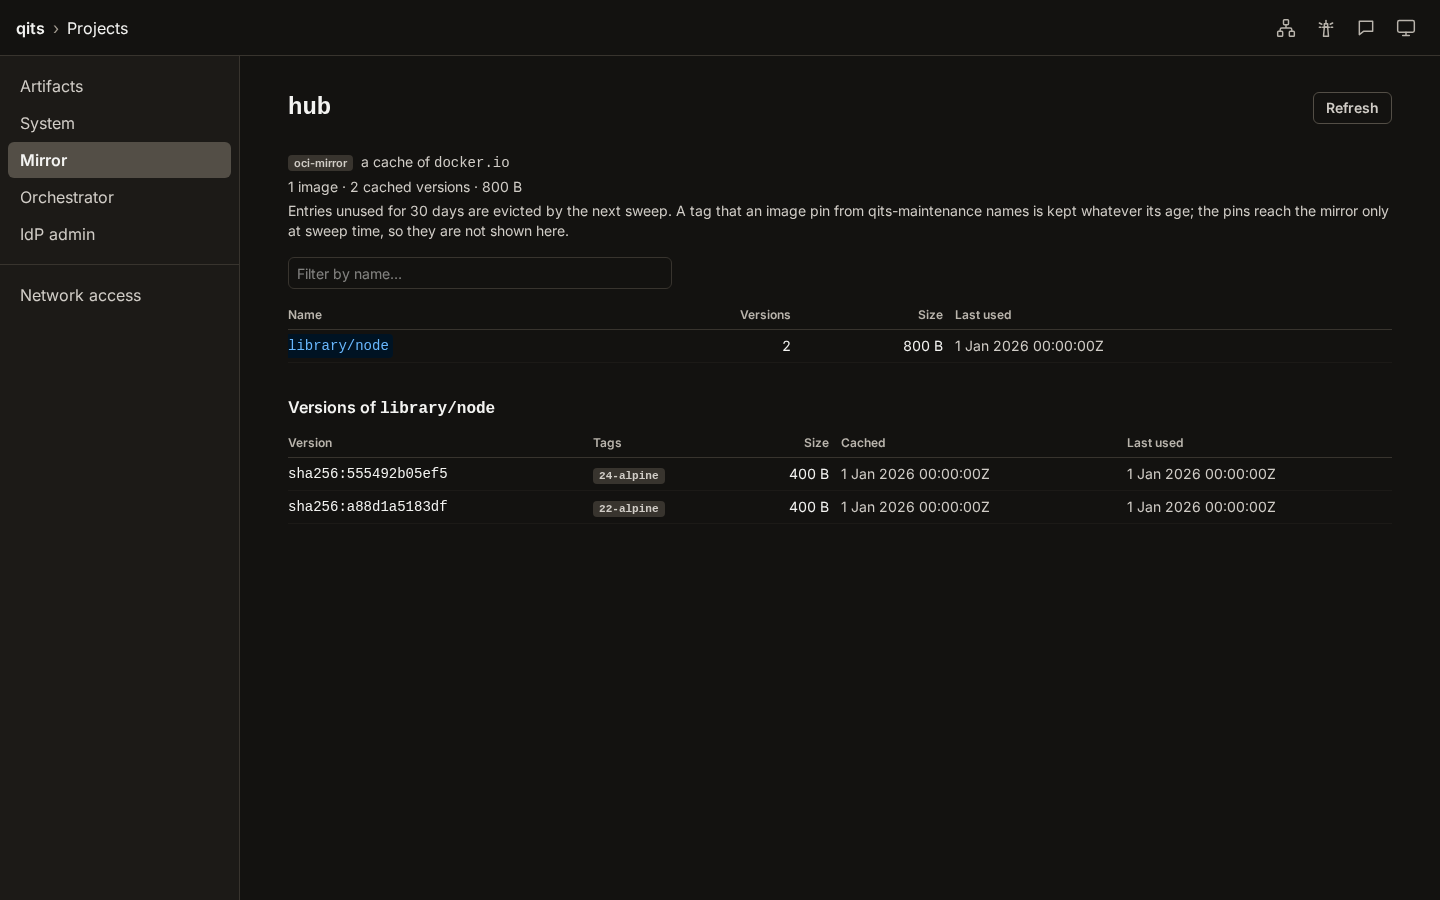 qits › Projects
Artifacts
System
Mirror
Orchestrator
IdP admin
Network access
hub
Refresh
oci-mirror a cache of docker.io
1 image · 2 cached versions · 800 B
Entries unused for 30 days are evicted by the next sweep. A tag that an image pin from qits-maintenance names is kept whatever its age; the pins reach the mirror only
at sweep time, so they are not shown here.
Filter by name...
Name Versions Size Last used
library/node 2 800 B 1 Jan 2026 00:00:00Z
Versions of library/node
Version Tags Size Cached Last used
sha256:555492b05ef5 24-alpine 400 B 1 Jan 2026 00:00:00Z 1 Jan 2026 00:00:00Z
sha256:a88d1a5183df 22-alpine 400 B 1 Jan 2026 00:00:00Z 1 Jan 2026 00:00:00Z